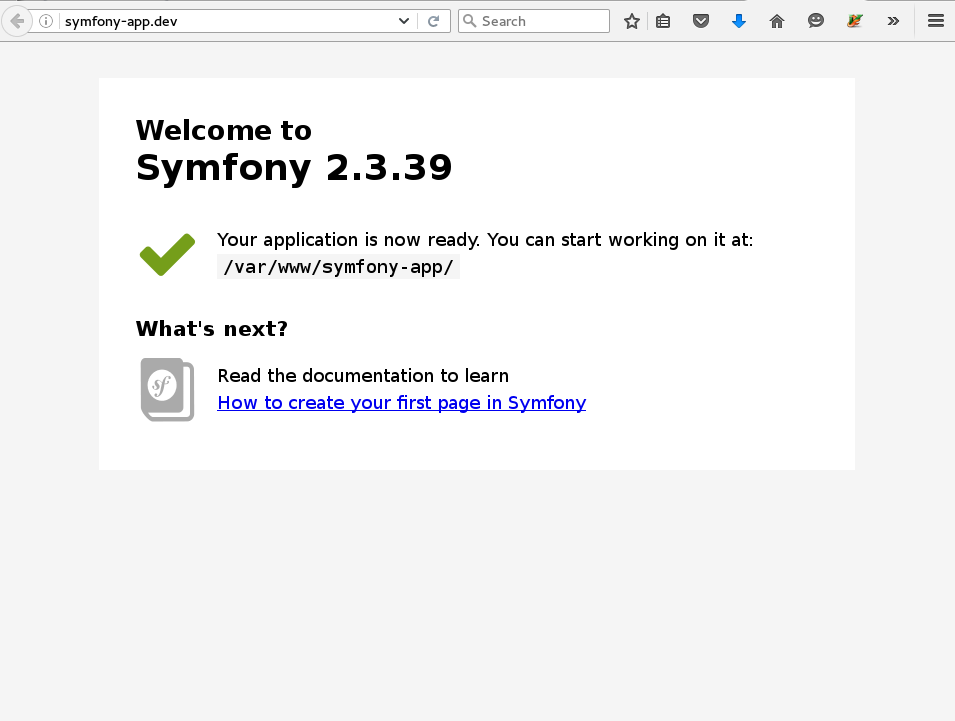 symfony-app.dev
Search
Welcome to
Symfony 2.3.39
Your application is now ready. You can start working on it at:
/var/www/symfony-app/
What's next?
sf
Read the documentation to learn
How to create your first page in Symfony